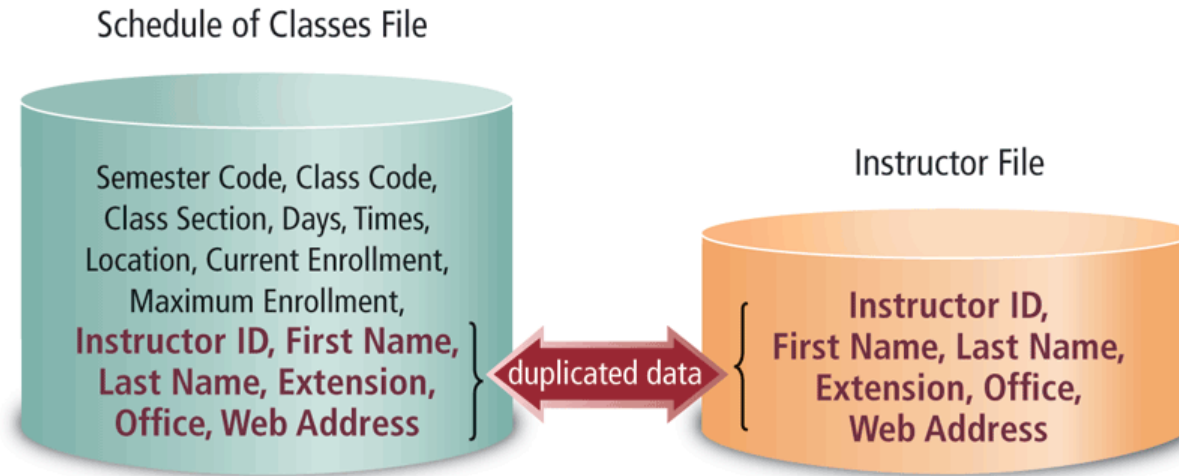 Schedule of Classes File
Semester Code, Class Code,
Class Section, Days, Times,
Location, Current Enrollment,
Maximum Enrollment,
Instructor ID, First Name,
Last Name, Extension,
Office, Web Address
duplicated data
Instructor File
Instructor ID,
First Name, Last Name,
Extension, Office,
Web Address